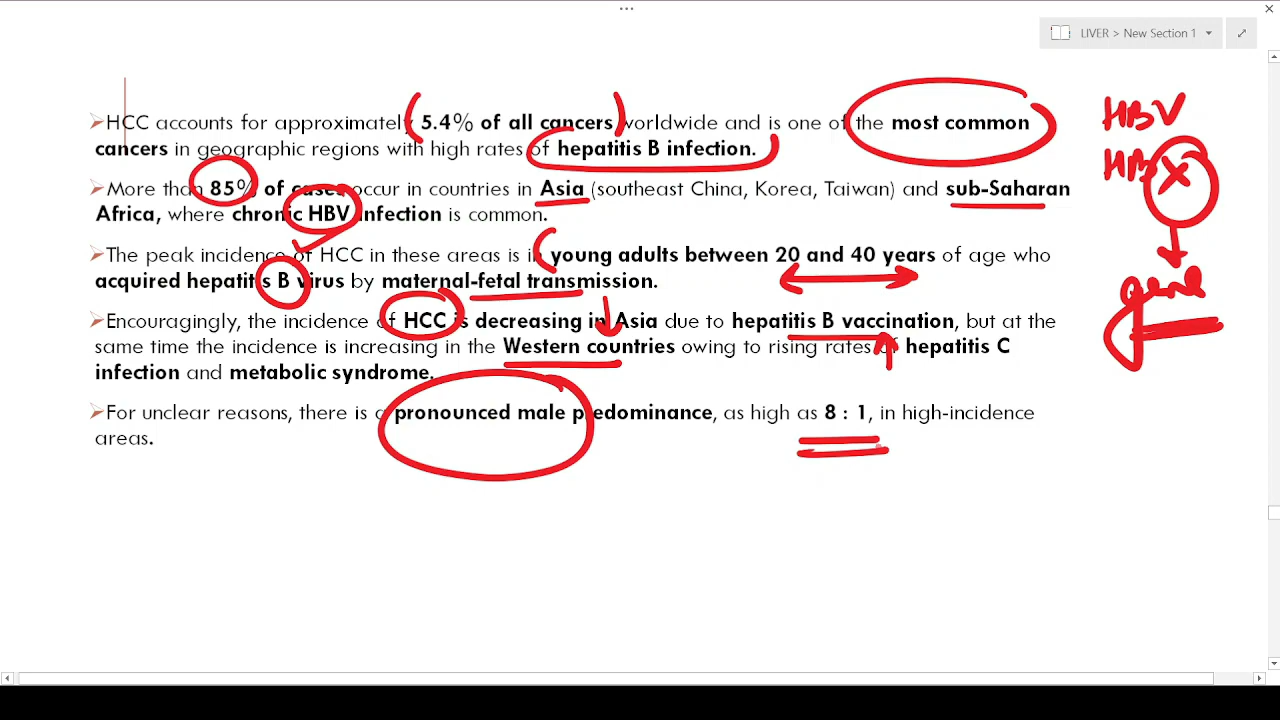 LIVER > New Section 1
HCC accounts for approximately 5.4% of all cancers worldwide and is one of the most common
cancers in geographic regions with high rates of hepatitis B infection.
More than 85% of cases occur in countries in Asia (southeast China, Korea, Taiwan) and sub-Saharan
Africa, where chronic HBV infection is common.
The peak incidence of HCC in these areas is in young adults between 20 and 40 years of age who
acquired hepatitis B virus by maternal-fetal transmission.
Encouragingly, the incidence of HCC is decreasing in Asia due to hepatitis B vaccination, but at the
same time the incidence is increasing in the Western countries owing to rising rates of hepatitis C
infection and metabolic syndrome.
For unclear reasons, there is a pronounced male predominance, as high as 8 : 1, in high-incidence
areas.
HBV
HBX
gene